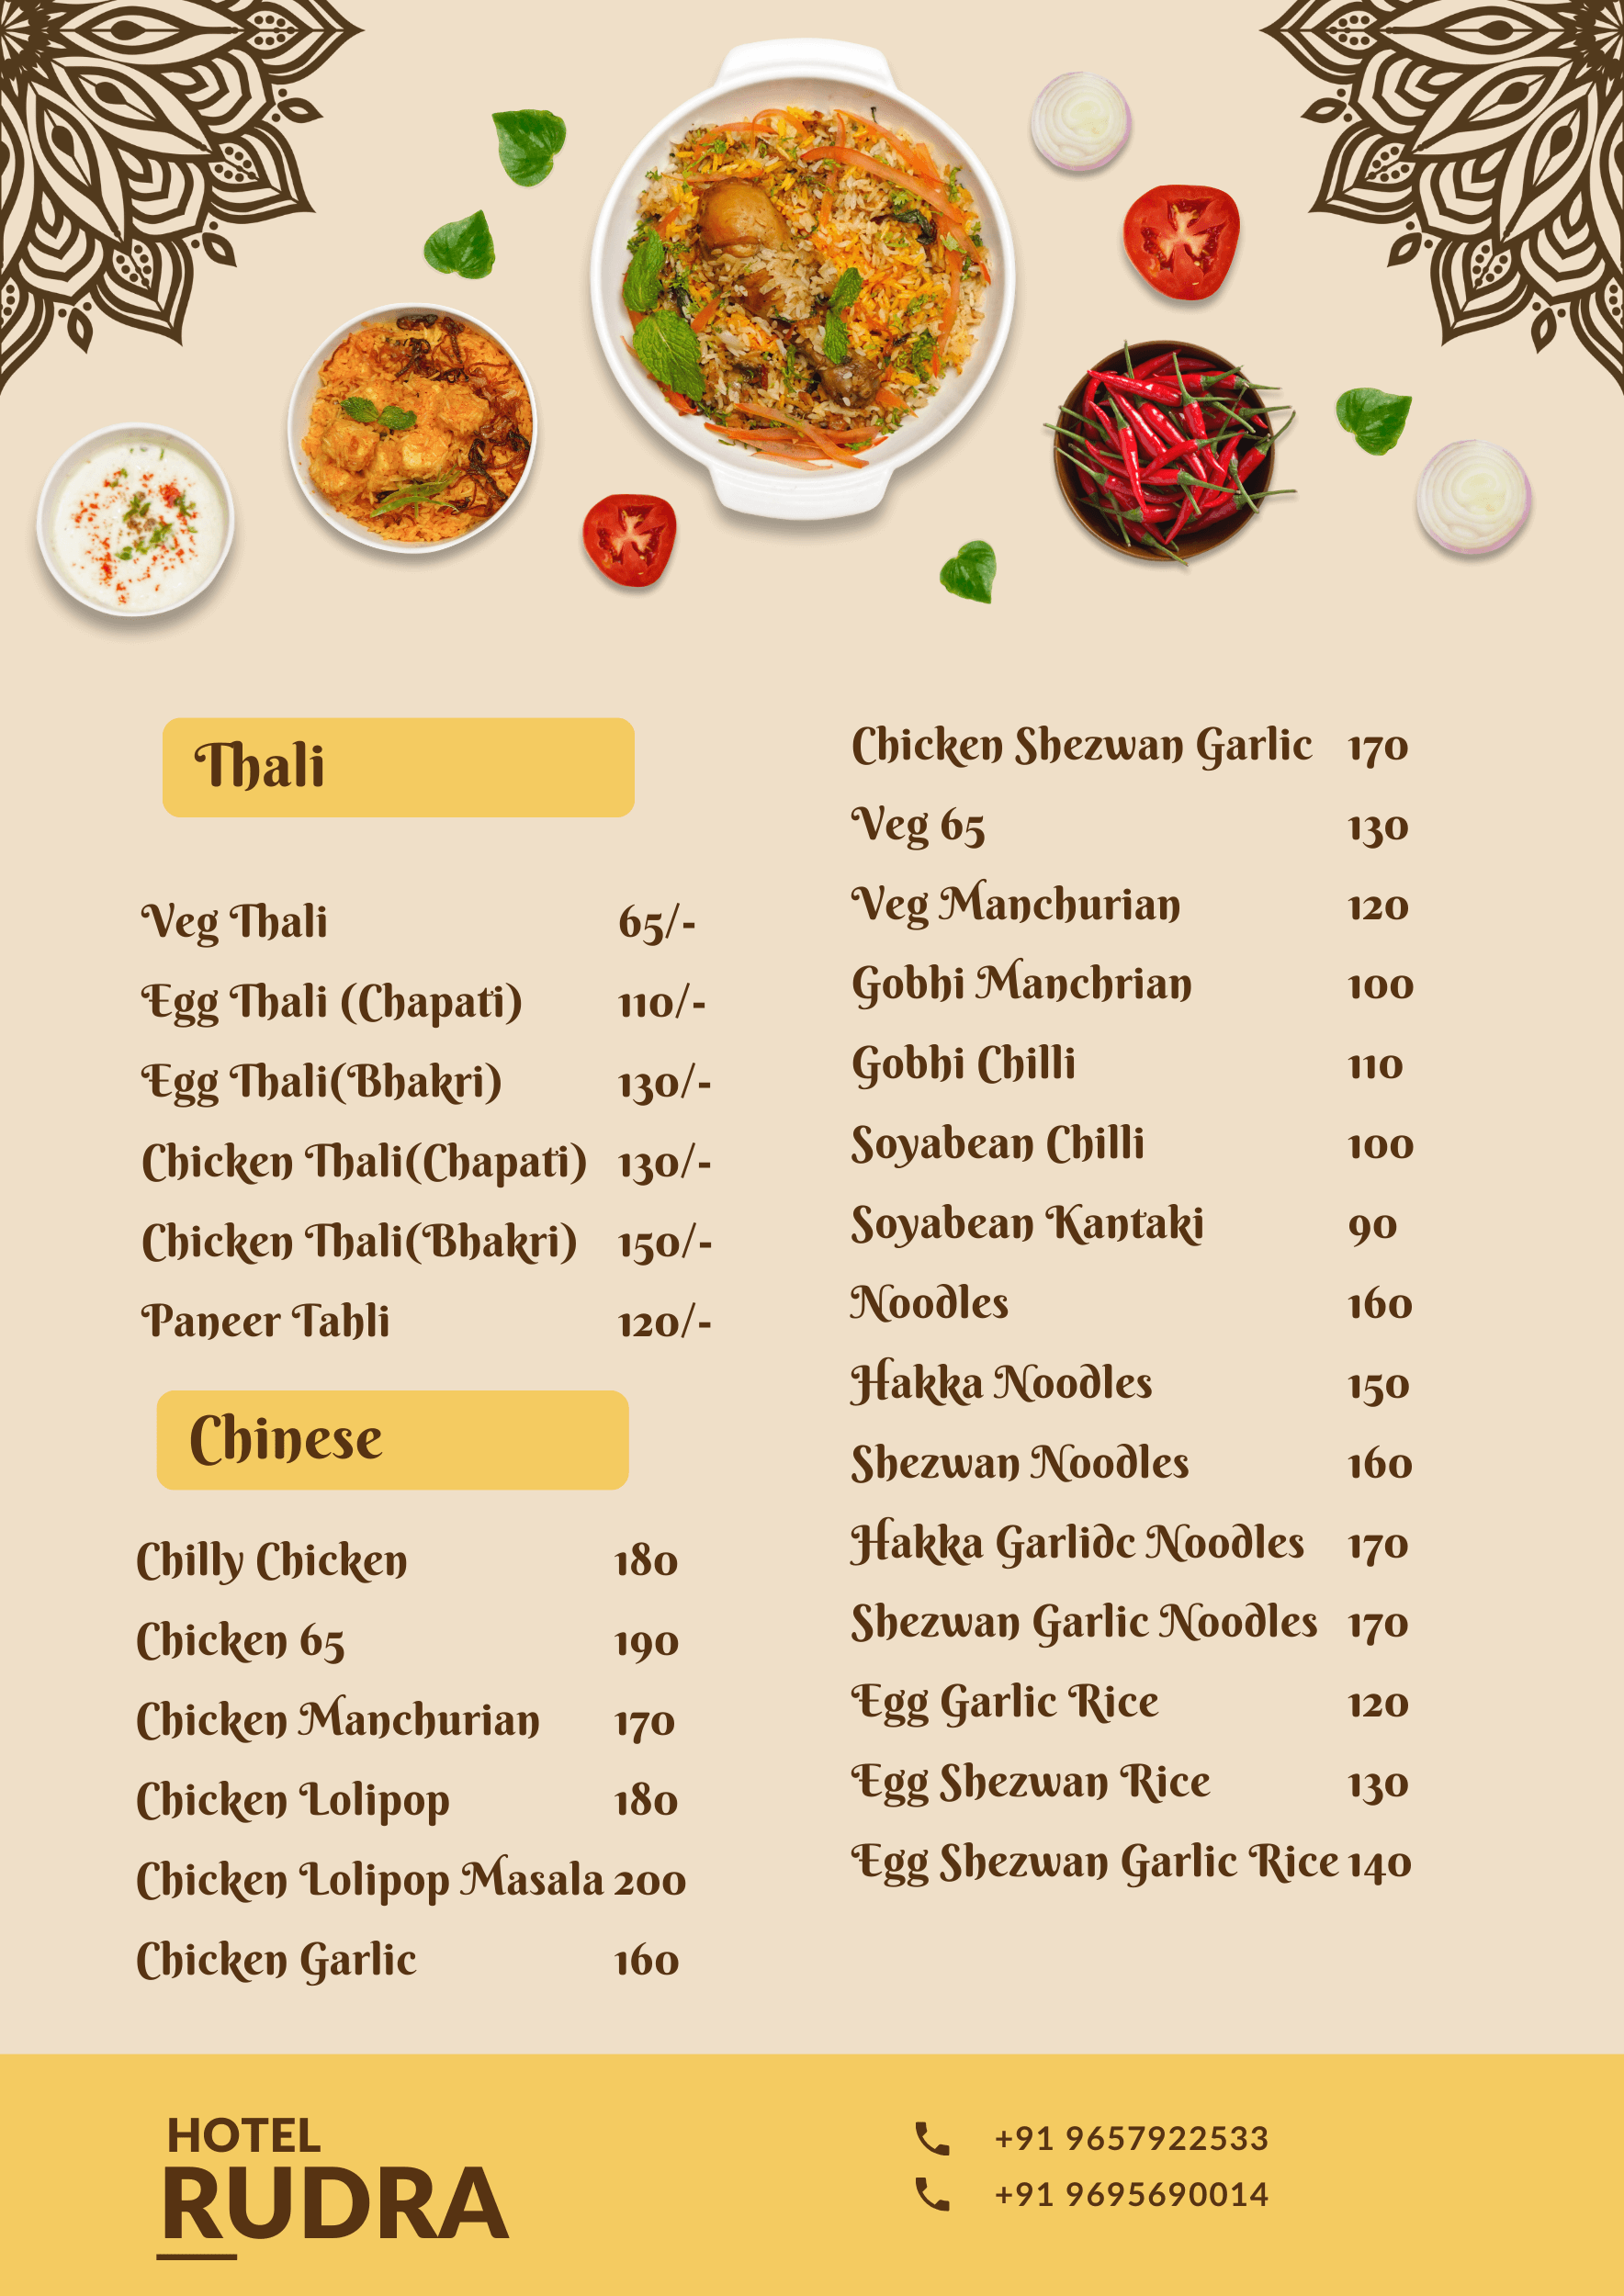 Thali
Veg Thali 65/-
Egg Thali (Chapati) 110/-
Egg Thali(Bhakri) 130/-
Chicken Thali(Chapati) 130/-
Chicken Thali(Bhakri) 150/-
Paneer Tahli 120/-
Chinese
Chilly Chicken 180
Chicken 65 190
Chicken Manchurian 170
Chicken Lolipop 180
Chicken Lolipop Masala 200
Chicken Garlic 160
Chicken Shezwan Garlic 170
Veg 65 130
Veg Manchurian 120
Gobhi Manchrian 100
Gobhi Chilli 110
Soyabean Chilli 100
Soyabean Kantaki 90
Noodles 160
Hakka Noodles 150
Shezwan Noodles 160
Hakka Garlidc Noodles 170
Shezwan Garlic Noodles 170
Egg Garlic Rice 120
Egg Shezwan Rice 130
Egg Shezwan Garlic Rice 140
HOTEL
RUDRA
+91 9657922533
+91 9695690014